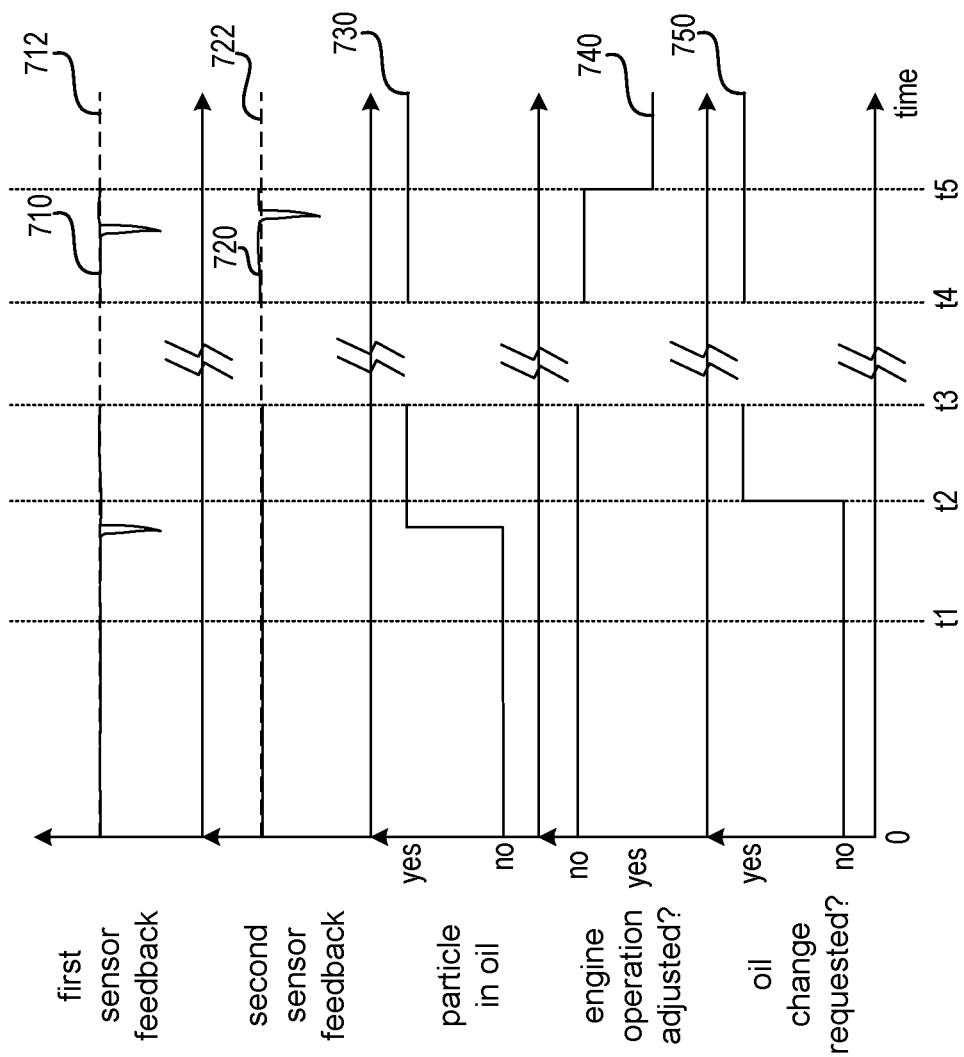 first
sensor
feedback
710
712
second
sensor
feedback
720
722
particle
in oil
yes
no
730
engine
operation
adjusted?
no
yes
740
oil
change
requested?
yes
no
750
0
t1
t2
t3
t4
t5
time